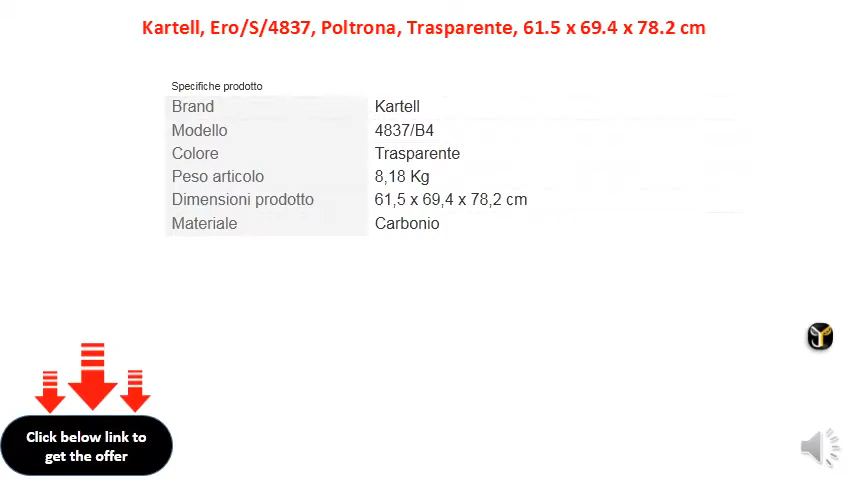 Kartell, Ero/S/4837, Poltrona, Trasparente, 61.5 x 69.4 x 78.2 cm
Specifiche prodotto
Brand Kartell
Modello 4837/B4
Colore Trasparente
Peso articolo 8,18 Kg
Dimensioni prodotto 61,5 x 69,4 x 78,2 cm
Materiale Carbonio
Click below link to
get the offer